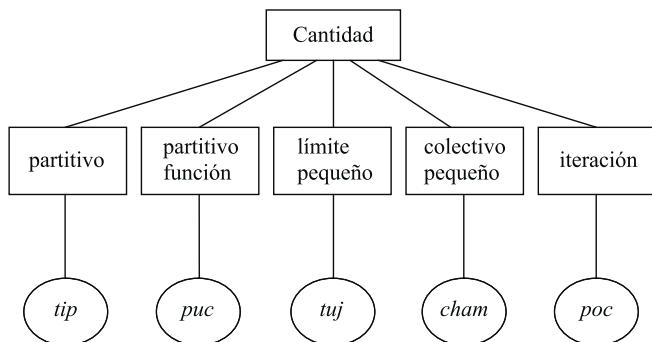 Cantidad
partitivo
partitivo
función
límite
pequeño
colectivo
pequeño
iteración
tip
puc
tuj
cham
poc